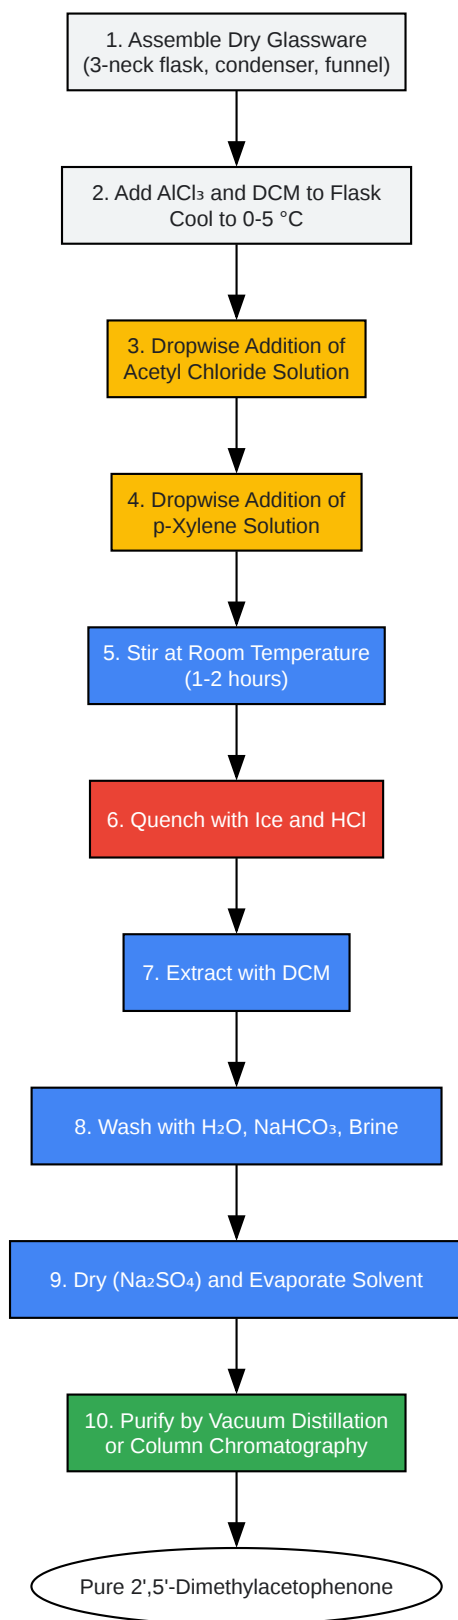 1. Assemble Dry Glassware
(3-neck flask, condenser, funnel)
2. Add AlCl₃ and DCM to Flask
Cool to 0-5 °C
3. Dropwise Addition of
Acetyl Chloride Solution
4. Dropwise Addition of
p-Xylene Solution
5. Stir at Room Temperature
(1-2 hours)
6. Quench with Ice and HCl
7. Extract with DCM
8. Wash with H₂O, NaHCO₃, Brine
9. Dry (Na₂SO₄) and Evaporate Solvent
10. Purify by Vacuum Distillation
or Column Chromatography
Pure 2',5'-Dimethylacetophenone